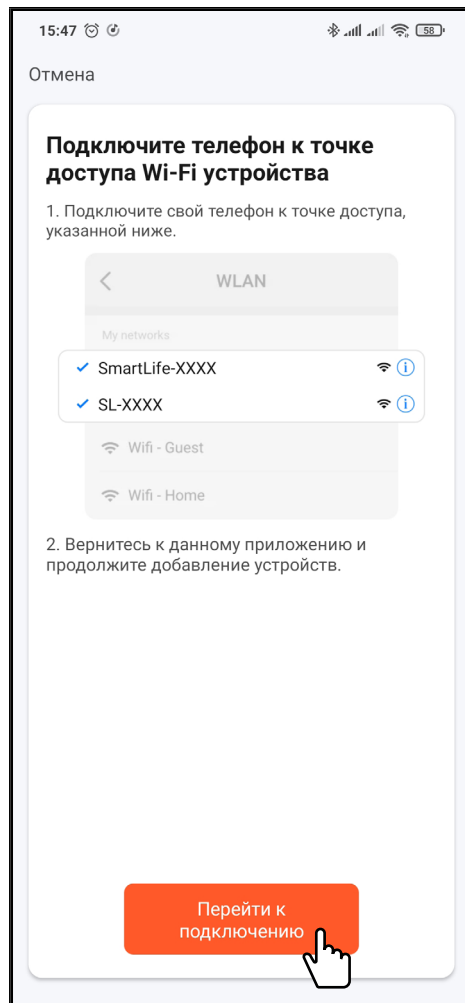 15:47
58
Отмена
Подключите телефон к точке
доступа Wi-Fi устройства
1. Подключите свой телефон к точке доступа,
указанной ниже.
WLAN
My networks
SmartLife-XXXX
SL-XXXX
Wifi - Guest
Wifi - Home
2. Вернитесь к данному приложению и
продолжите добавление устройств.
Перейти к
подключению